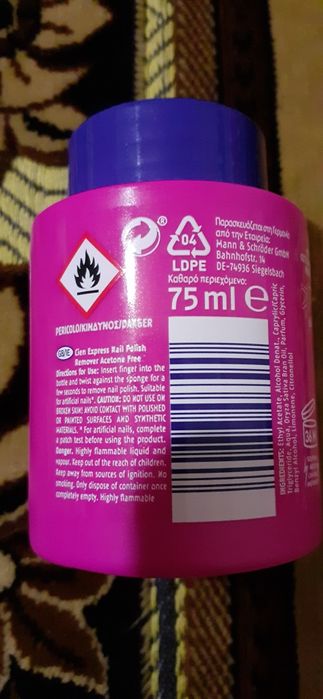 ®
04
LDPE
Παρασκευάζεται στη Γερμανία
από την Εταιρεία:
Mann & Schröder GmbH
Bahnhofstr. 14
DE-74936 Siegelsbach
Καθαρό περιεχόμενο:
75 ml e
PERICOLO/ΚΙΝΔΥΝΟΣ/DANGER
GB/IE Cien Express Nail Polish
Remover Acetone Free
Directions for Use: Insert finger into the
bottle and twist against the sponge for a
few seconds to remove nail polish. Suitable
for artificial nails*. CAUTION: DO NOT USE ON
BROKEN SKIN! AVOID CONTACT WITH POLISHED
OR PAINTED SURFACES AND SYNTHETIC
MATERIALS. * For artificial nails, complete
a patch test before using the product.
Danger. Highly flammable liquid and
vapour. Keep out of the reach of children.
Keep away from sources of ignition. No
smoking. Only dispose of container once
completely empty. Highly flammable
INGREDIENTS: Ethyl Acetate, Alcohol Denat., Caprylic/Capric
Triglyceride, Aqua, Oryza Sativa Bran Oil, Parfum, Glycerin,
Benzyl Alcohol, Limonene, Citronellol